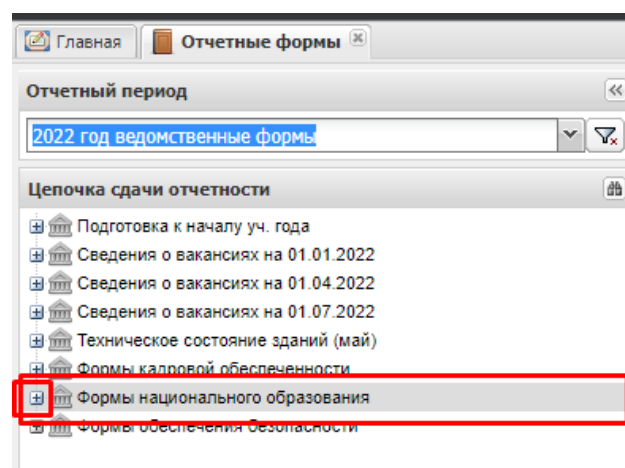 Главная Отчетные формы
Отчетный период
2022 год ведомственные формы
Цепочка сдачи отчетности
Подготовка к началу уч. года
Сведения о вакансиях на 01.01.2022
Сведения о вакансиях на 01.04.2022
Сведения о вакансиях на 01.07.2022
Техническое состояние зданий (май)
Формы кадровой обеспеченности
Формы национального образования
Формы обеспечения безопасности